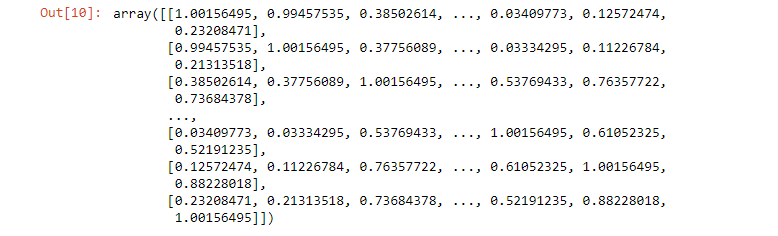 Out[10]: array([[1.00156495, 0.99457535, 0.38502614, ..., 0.03409773, 0.12572474,
0.23208471],
[0.99457535, 1.00156495, 0.37756089, ..., 0.03334295, 0.11226784,
0.21313518],
[0.38502614, 0.37756089, 1.00156495, ..., 0.53769433, 0.76357722,
0.73684378],
...,
[0.03409773, 0.03334295, 0.53769433, ..., 1.00156495, 0.61052325,
0.52191235],
[0.12572474, 0.11226784, 0.76357722, ..., 0.61052325, 1.00156495,
0.88228018],
[0.23208471, 0.21313518, 0.73684378, ..., 0.52191235, 0.88228018,
1.00156495]])